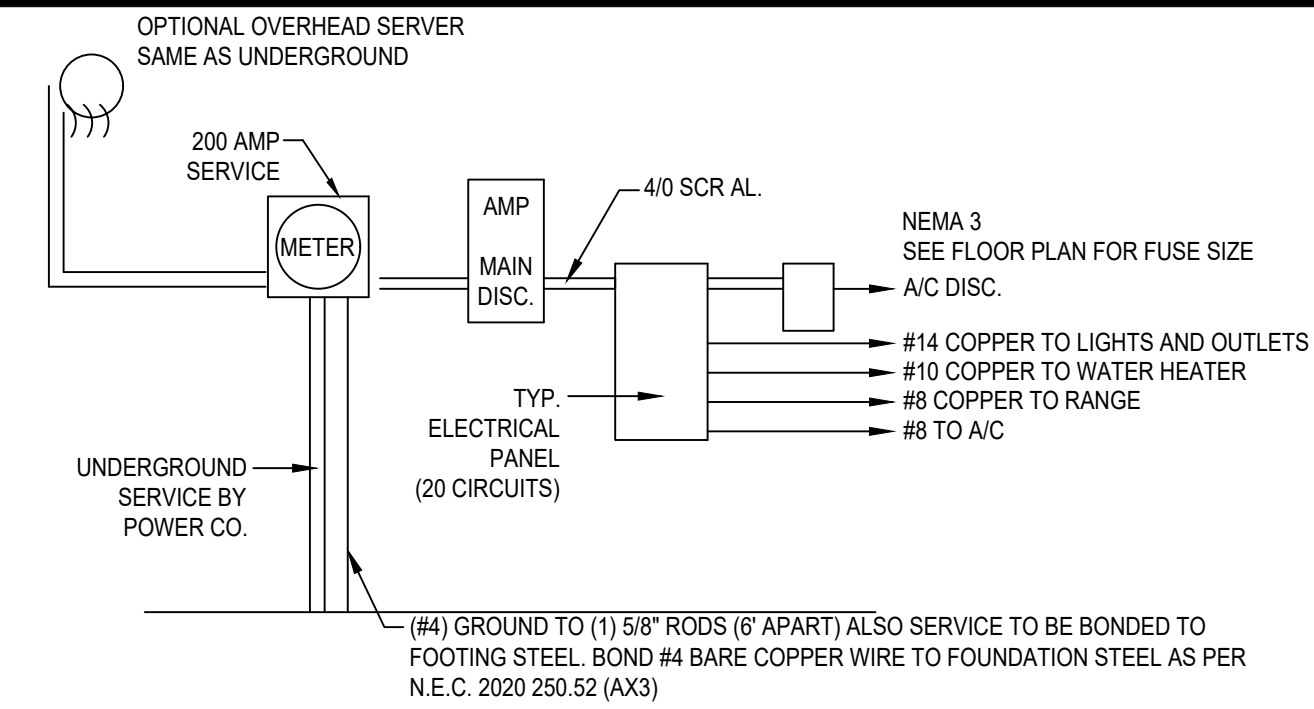 OPTIONAL OVERHEAD SERVER
SAME AS UNDERGROUND
200 AMP
SERVICE
METER
AMP
MAIN
DISC.
4/0 SCR AL.
NEMA 3
SEE FLOOR PLAN FOR FUSE SIZE
A/C DISC.
#14 COPPER TO LIGHTS AND OUTLETS
#10 COPPER TO WATER HEATER
#8 COPPER TO RANGE
#8 TO A/C
TYP.
ELECTRICAL
PANEL
(20 CIRCUITS)
UNDERGROUND
SERVICE BY
POWER CO.
(#4) GROUND TO (1) 5/8" RODS (6' APART) ALSO SERVICE TO BE BONDED TO
FOOTING STEEL. BOND #4 BARE COPPER WIRE TO FOUNDATION STEEL AS PER
N.E.C. 2020 250.52 (AX3)